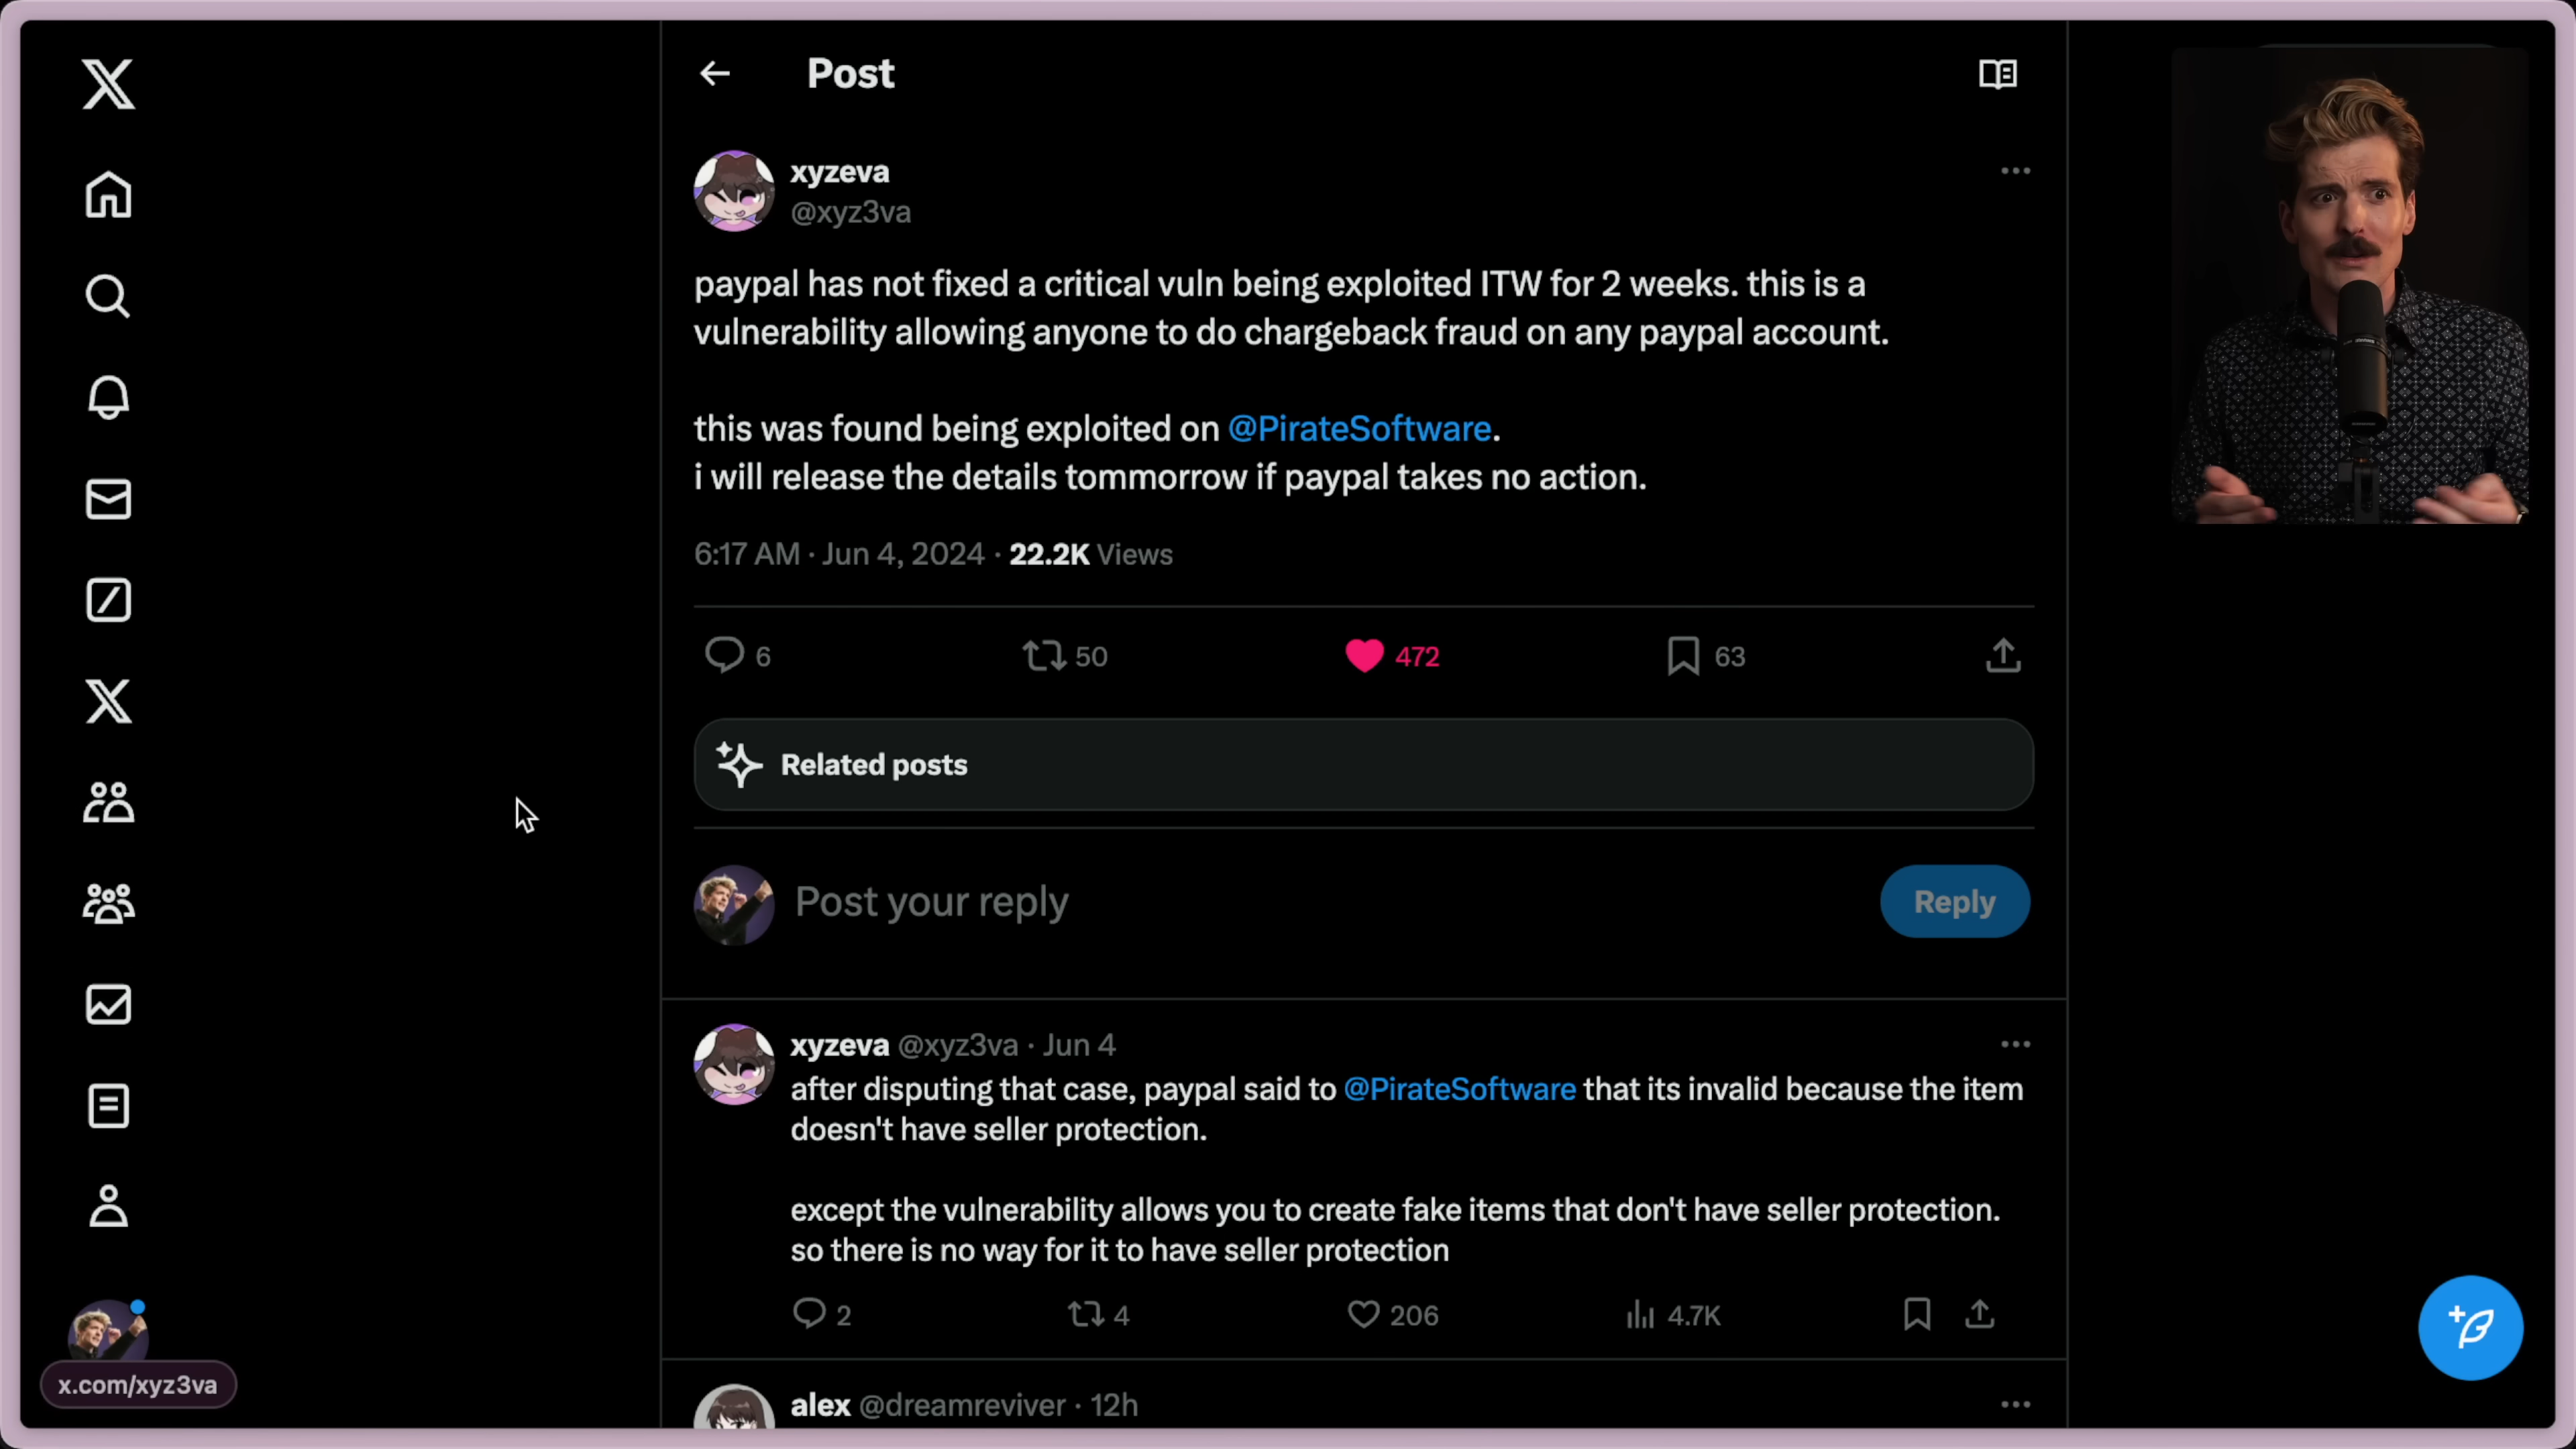 Post
xyzeva
@xyz3va
paypal has not fixed a critical vuln being exploited ITW for 2 weeks. this is a
vulnerability allowing anyone to do chargeback fraud on any paypal account.
this was found being exploited on @PirateSoftware.
i will release the details tommorrow if paypal takes no action.
6:17 AM · Jun 4, 2024 · 22.2K Views
6 50 472 63
Related posts
Post your reply
Reply
xyzeva @xyz3va · Jun 4
after disputing that case, paypal said to @PirateSoftware that its invalid because the item
doesn't have seller protection.
except the vulnerability allows you to create fake items that don't have seller protection.
so there is no way for it to have seller protection
2 4 206 4.7K
alex @dreamreviver · 12h
x.com/xyz3va